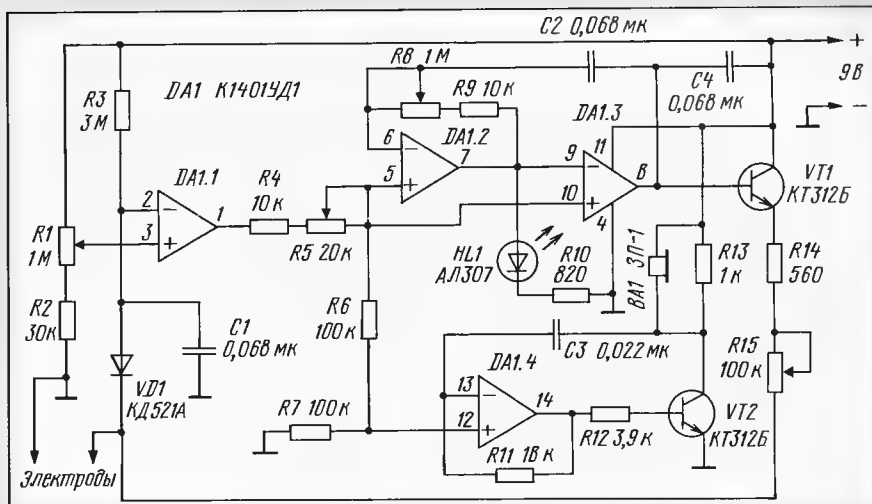 C2 0,068 мк
R8 1 М
+
R3
3 М
DA1 К1401УД1
R9 10 к
C4
0,068 мк
9 В
−
DA1.3
DA1.2
6
7
5
9
11
8
10
4
VT1
КТ312Б
DA1.1
R4
10 к
2
1
3
R1
1 М
R5 20 к
HL1
АЛ307
R10
820
BA1 ЗП-1
R13
1 к
R14
560
R2
30к
R6
100 к
C1
0,068 мк
C3 0,022 мк
R15
100 к
DA1.4
VD1
КД521А
13
14
12
R7 100 к
R12 3,9 к
VT2
КТ312Б
R11 18 к
Электроды